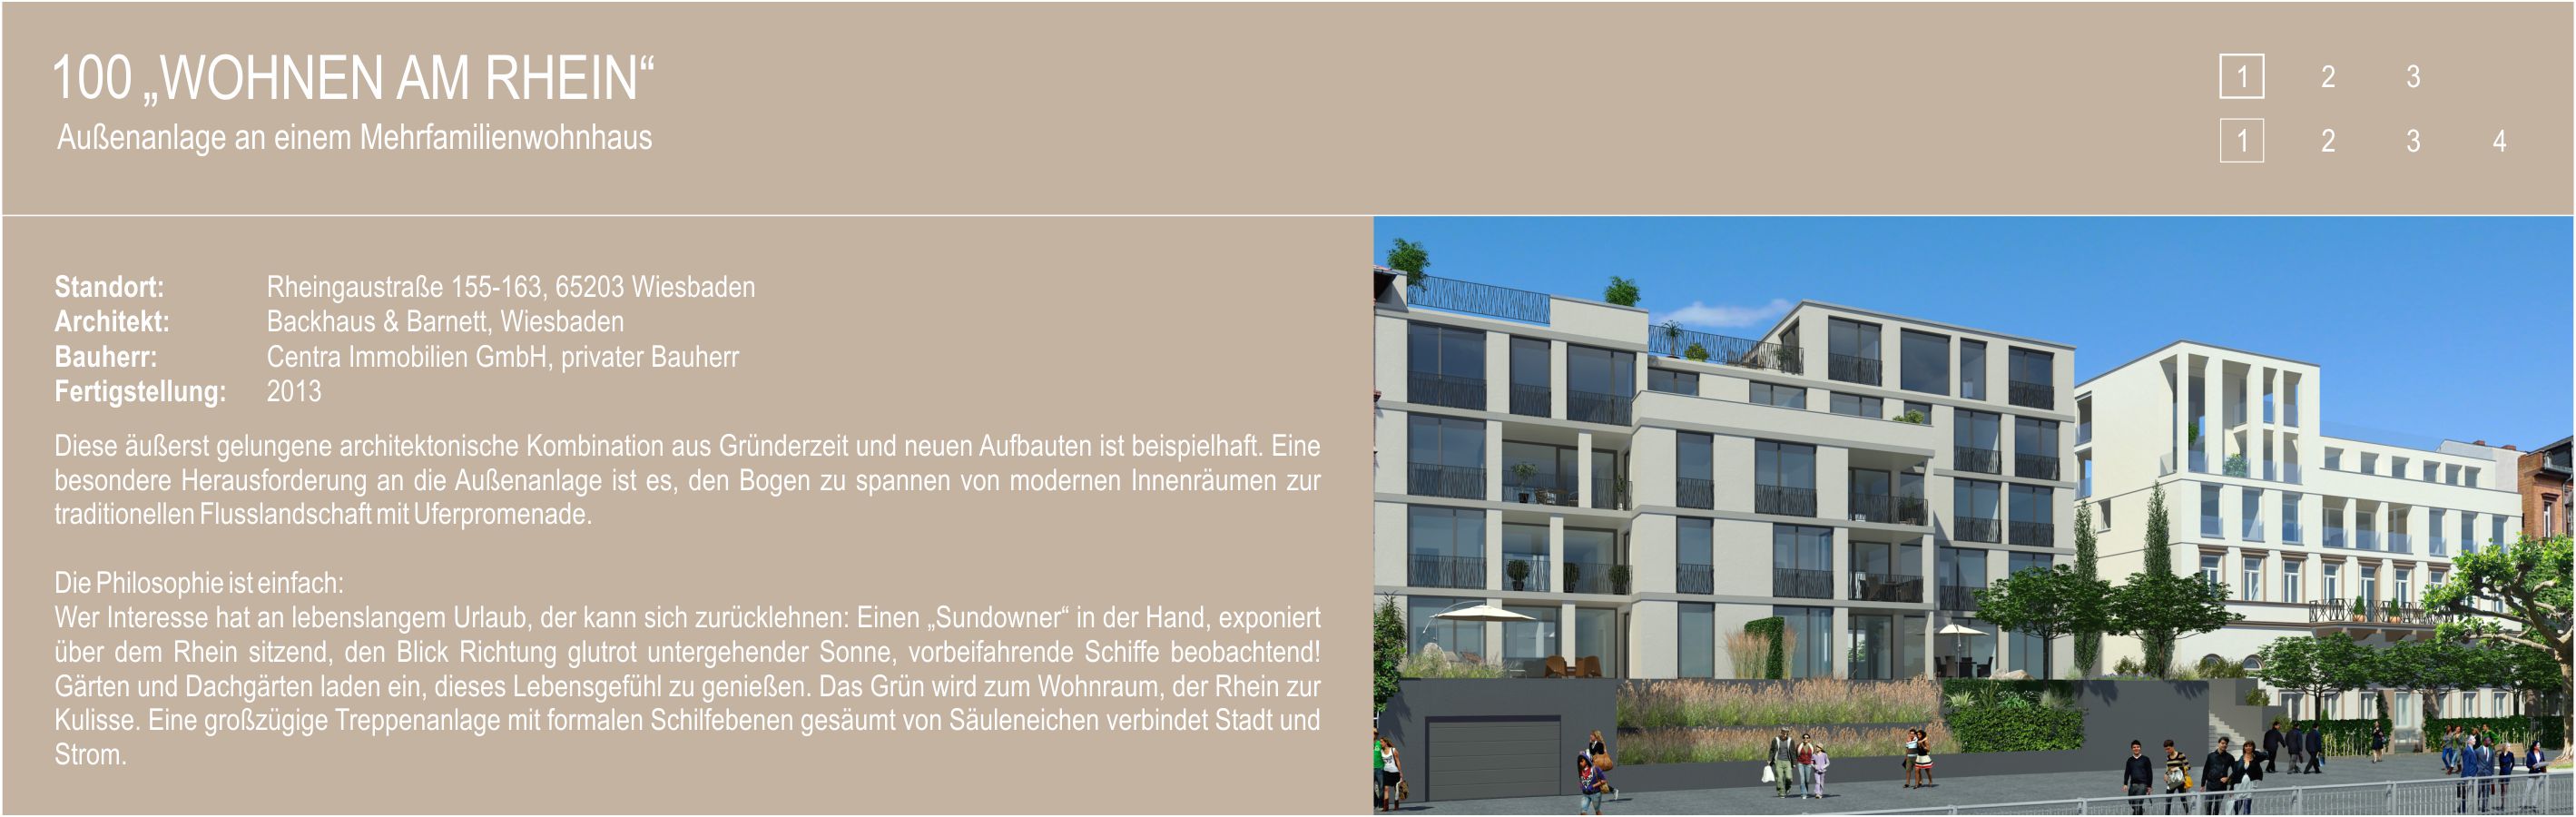 100 „WOHNEN AM RHEIN“
Außenanlage an einem Mehrfamilienwohnhaus
1 2 3
1 2 3 4
Standort: Rheingaustraße 155-163, 65203 Wiesbaden
Architekt: Backhaus & Barnett, Wiesbaden
Bauherr: Centra Immobilien GmbH, privater Bauherr
Fertigstellung: 2013
Diese äußerst gelungene architektonische Kombination aus Gründerzeit und neuen Aufbauten ist beispielhaft. Eine
besondere Herausforderung an die Außenanlage ist es, den Bogen zu spannen von modernen Innenräumen zur
traditionellen Flusslandschaft mit Uferpromenade.
Die Philosophie ist einfach:
Wer Interesse hat an lebenslangem Urlaub, der kann sich zurücklehnen: Einen „Sundowner“ in der Hand, exponiert
über dem Rhein sitzend, den Blick Richtung glutrot untergehender Sonne, vorbeifahrende Schiffe beobachtend!
Gärten und Dachgärten laden ein, dieses Lebensgefühl zu genießen. Das Grün wird zum Wohnraum, der Rhein zur
Kulisse. Eine großzügige Treppenanlage mit formalen Schilfebenen gesäumt von Säuleneichen verbindet Stadt und
Strom.